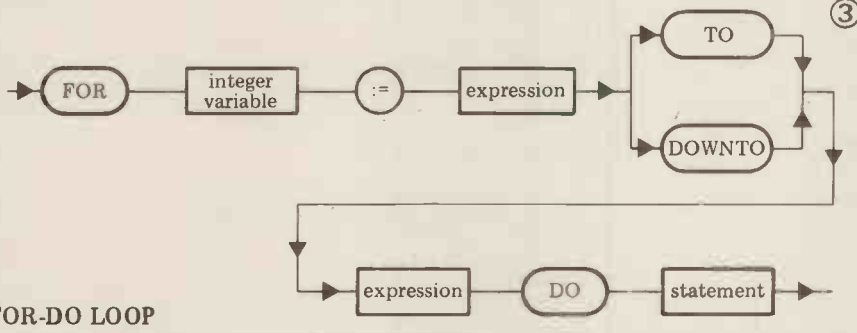 ③
TO
FOR
integer
variable
:=
expression
DOWNTO
expression
DO
statement
FOR-DO LOOP